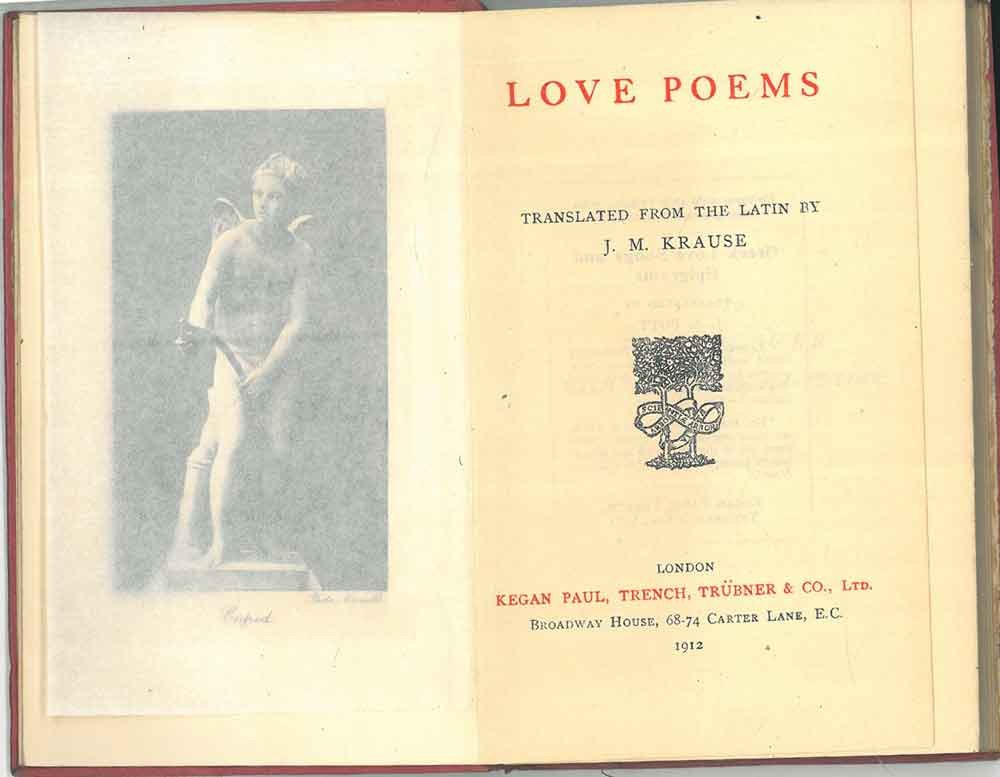 Cupid
LOVE POEMS
TRANSLATED FROM THE LATIN BY
J. M. KRAUSE
LONDON
KEGAN PAUL, TRENCH, TRÜBNER & CO., LTD.
BROADWAY HOUSE, 68-74 CARTER LANE, E.C.
1912